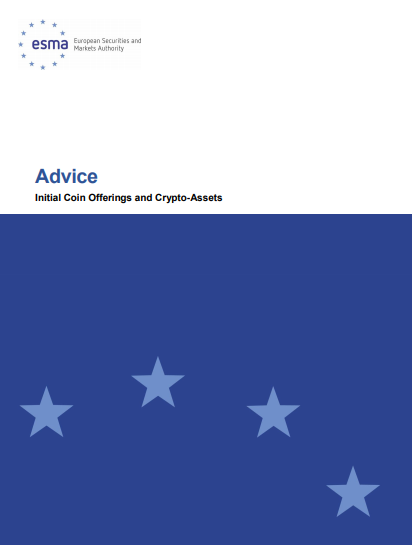 esma
European Securities and
Markets Authority
Advice
Initial Coin Offerings and Crypto-Assets